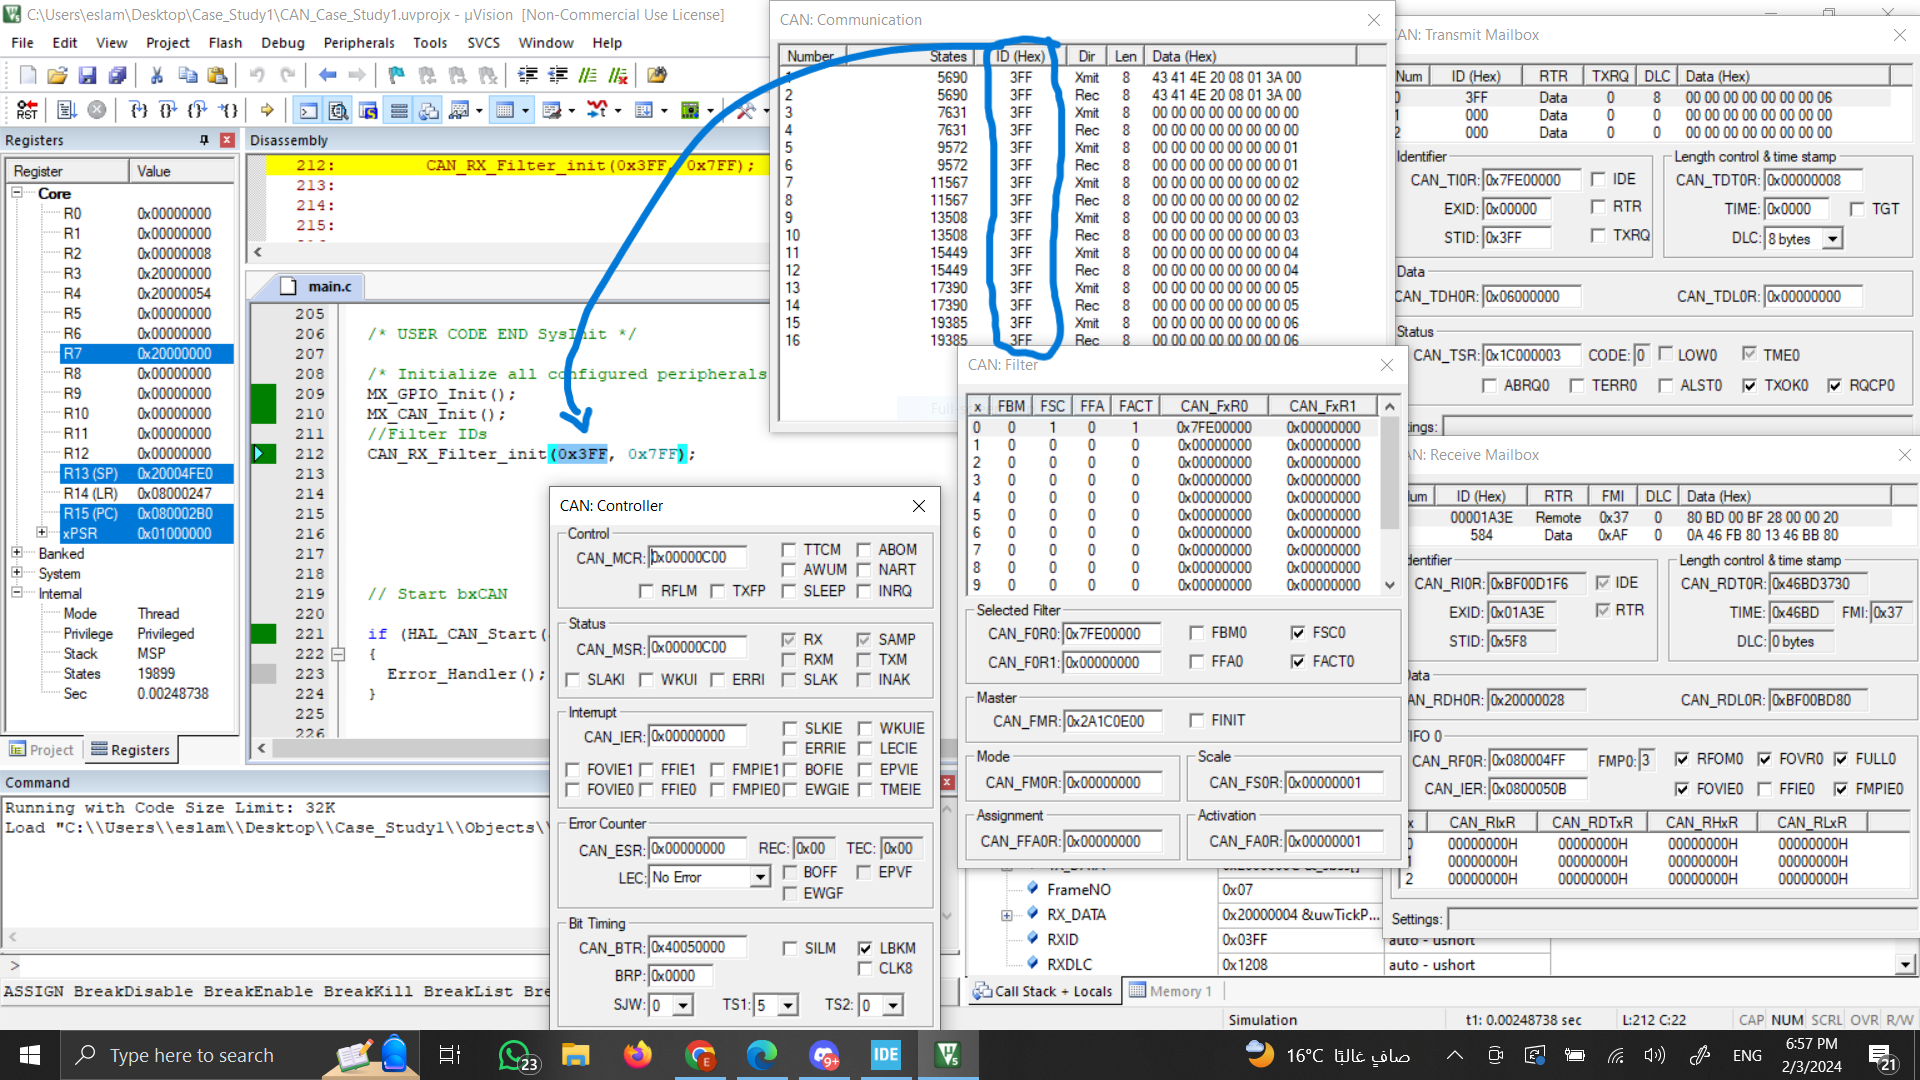 C:\Users\eslam\Desktop\Case_Study1\CAN_Case_Study1.uvprojx - µVision [Non-Commercial Use License]
File Edit View Project Flash Debug Peripherals Tools SVCS Window Help
Registers
Register Value
Core
R0 0x00000000
R1 0x00000000
R2 0x00000008
R3 0x20000000
R4 0x20000054
R5 0x00000000
R6 0x00000000
R7 0x20000000
R8 0x00000000
R9 0x00000000
R10 0x00000000
R11 0x00000000
R12 0x00000000
R13 (SP) 0x20004FE0
R14 (LR) 0x08000247
R15 (PC) 0x080002B0
xPSR 0x01000000
Banked
System
Internal
Mode Thread
Privilege Privileged
Stack MSP
States 19899
Sec 0.00248738
Project Registers
Disassembly
212: CAN_RX_Filter_init(0x3FF, 0x7FF);
213:
214:
215:
main.c
205
206 /* USER CODE END SysInit */
207
208 /* Initialize all configured peripherals
209 MX_GPIO_Init();
210 MX_CAN_Init();
211 //Filter IDs
212 CAN_RX_Filter_init(0x3FF, 0x7FF);
213
214
215
216
217
218
219 // Start bxCAN
220
221 if (HAL_CAN_Start(
222 {
223 Error_Handler();
224 }
225
226
Command
Running with Code Size Limit: 32K
Load "C:\\Users\\eslam\\Desktop\\Case_Study1\\Objects\\
>
ASSIGN BreakDisable BreakEnable BreakKill BreakList Bre
CAN: Communication
Number States ID (Hex) Dir Len Data (Hex)
1 5690 3FF Xmit 8 43 41 4E 20 08 01 3A 00
2 5690 3FF Rec 8 43 41 4E 20 08 01 3A 00
3 7631 3FF Xmit 8 00 00 00 00 00 00 00 00
4 7631 3FF Rec 8 00 00 00 00 00 00 00 00
5 9572 3FF Xmit 8 00 00 00 00 00 00 00 01
6 9572 3FF Rec 8 00 00 00 00 00 00 00 01
7 11567 3FF Xmit 8 00 00 00 00 00 00 00 02
8 11567 3FF Rec 8 00 00 00 00 00 00 00 02
9 13508 3FF Xmit 8 00 00 00 00 00 00 00 03
10 13508 3FF Rec 8 00 00 00 00 00 00 00 03
11 15449 3FF Xmit 8 00 00 00 00 00 00 00 04
12 15449 3FF Rec 8 00 00 00 00 00 00 00 04
13 17390 3FF Xmit 8 00 00 00 00 00 00 00 05
14 17390 3FF Rec 8 00 00 00 00 00 00 00 05
15 19385 3FF Xmit 8 00 00 00 00 00 00 00 06
16 19385 3FF Rec 8 00 00 00 00 00 00 00 06
CAN: Controller
Control
CAN_MCR: 0x00000C00 TTCM ABOM
AWUM NART
RFLM TXFP SLEEP INRQ
Status
CAN_MSR: 0x00000C00 RX SAMP
RXM TXM
SLAKI WKUI ERRI SLAK INAK
Interrupt
CAN_IER: 0x00000000 SLKIE WKUIE
ERRIE LECIE
FOVIE1 FFIE1 FMPIE1 BOFIE EPVIE
FOVIE0 FFIE0 FMPIE0 EWGIE TMEIE
Error Counter
CAN_ESR: 0x00000000 REC: 0x00 TEC: 0x00
LEC: No Error BOFF EPVF
EWGF
Bit Timing
CAN_BTR: 0x40050000 SILM LBKM
BRP: 0x0000 CLK8
SJW: 0 TS1: 5 TS2: 0
CAN: Filter
x FBM FSC FFA FACT CAN_FxR0 CAN_FxR1
0 0 1 0 1 0x7FE00000 0x00000000
1 0 0 0 0 0x00000000 0x00000000
2 0 0 0 0 0x00000000 0x00000000
3 0 0 0 0 0x00000000 0x00000000
4 0 0 0 0 0x00000000 0x00000000
5 0 0 0 0 0x00000000 0x00000000
6 0 0 0 0 0x00000000 0x00000000
7 0 0 0 0 0x00000000 0x00000000
8 0 0 0 0 0x00000000 0x00000000
9 0 0 0 0 0x00000000 0x00000000
Selected Filter
CAN_F0R0: 0x7FE00000 FBM0 FSC0
CAN_F0R1: 0x00000000 FFA0 FACT0
Master
CAN_FMR: 0x2A1C0E00 FINIT
Mode Scale
CAN_FM0R: 0x00000000 CAN_FS0R: 0x00000001
Assignment Activation
CAN_FFA0R: 0x00000000 CAN_FA0R: 0x00000001
FrameNO 0x07
RX_DATA 0x20000004 &uwTickP...
RXID 0x03FF auto - ushort
RXDLC 0x1208 auto - ushort
Call Stack + Locals Memory 1
CAN: Transmit Mailbox
Num ID (Hex) RTR TXRQ DLC Data (Hex)
0 3FF Data 0 8 00 00 00 00 00 00 00 06
1 000 Data 0 0 00 00 00 00 00 00 00 00
2 000 Data 0 0 00 00 00 00 00 00 00 00
Identifier Length control & time stamp
CAN_TI0R: 0x7FE00000 IDE CAN_TDT0R: 0x00000008
EXID: 0x00000 RTR TIME: 0x0000 TGT
STID: 0x3FF TXRQ DLC: 8 bytes
Data
CAN_TDH0R: 0x06000000 CAN_TDL0R: 0x00000000
Status
CAN_TSR: 0x1C000003 CODE: 0 LOW0 TME0
ABRQ0 TERR0 ALST0 TXOK0 RQCP0
tings:
AN: Receive Mailbox
um ID (Hex) RTR FMI DLC Data (Hex)
00001A3E Remote 0x37 0 80 BD 00 BF 28 00 00 20
584 Data 0xAF 0 0A 46 FB 80 13 46 BB 80
dentifier Length control & time stamp
CAN_RI0R: 0xBF00D1F6 IDE CAN_RDT0R: 0x46BD3730
EXID: 0x01A3E RTR TIME: 0x46BD FMI: 0x37
STID: 0x5F8 DLC: 0 bytes
Data
AN_RDH0R: 0x20000028 CAN_RDL0R: 0xBF00BD80
IFO 0
CAN_RF0R: 0x080004FF FMP0: 3 RFOM0 FOVR0 FULL0
CAN_IER: 0x0800050B FOVIE0 FFIE0 FMPIE0
x CAN_RIxR CAN_RDTxR CAN_RHxR CAN_RLxR
0 00000000H 00000000H 00000000H 00000000H
1 00000000H 00000000H 00000000H 00000000H
2 00000000H 00000000H 00000000H 00000000H
Settings:
Simulation t1: 0.00248738 sec L:212 C:22 CAP NUM SCRL OVR R/W
Type here to search
23
9+
IDE
16°C صافٍ غالبًا
ENG
6:57 PM
2/3/2024
21